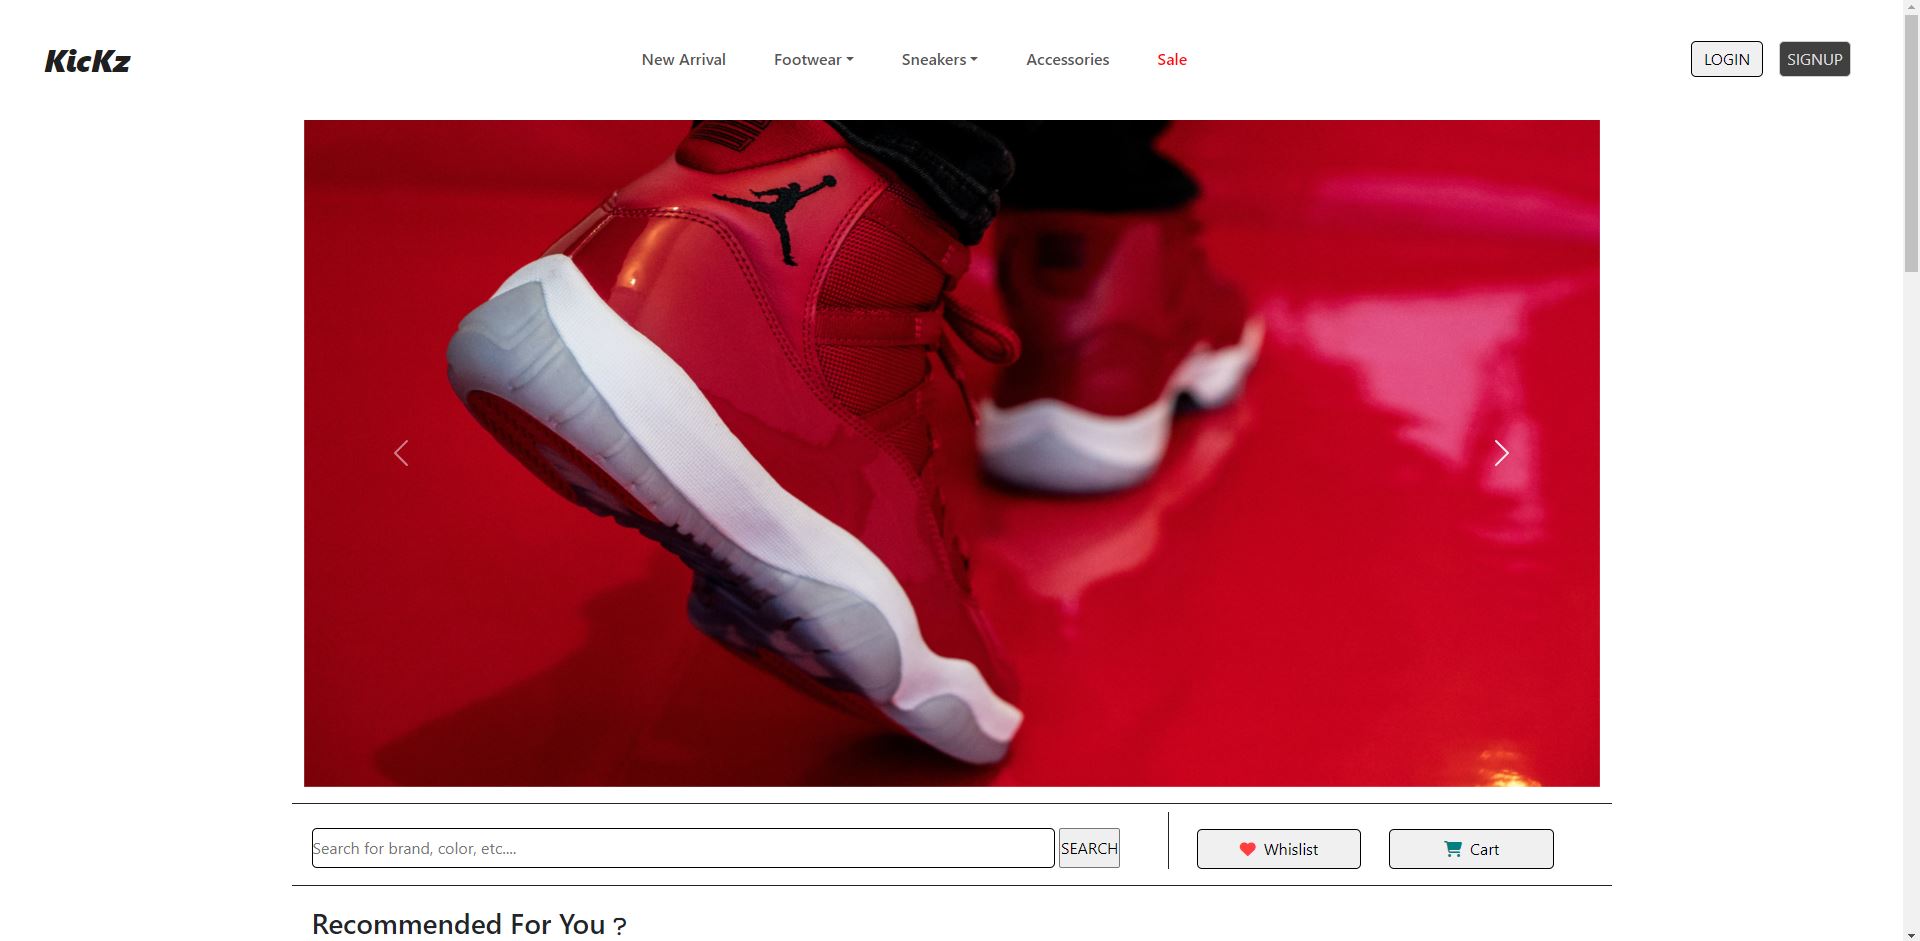 KicKz
New Arrival
Footwear
Sneakers
Accessories
Sale
LOGIN
SIGNUP
Search for brand, color, etc....
SEARCH
Whislist
Cart
Recommended For You ?